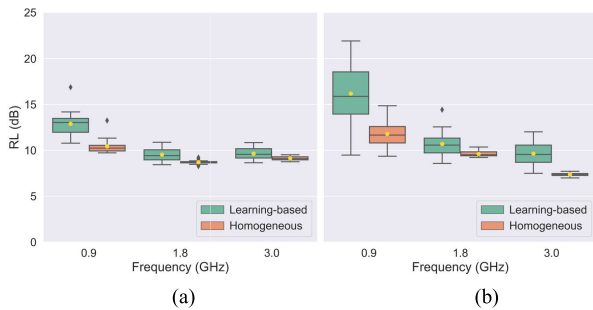 25
20
15
10
5
0
RL (dB)
Learning-based
Homogeneous
0.9 1.8 3.0
Frequency (GHz)
(a)
Learning-based
Homogeneous
0.9 1.8 3.0
Frequency (GHz)
(b)